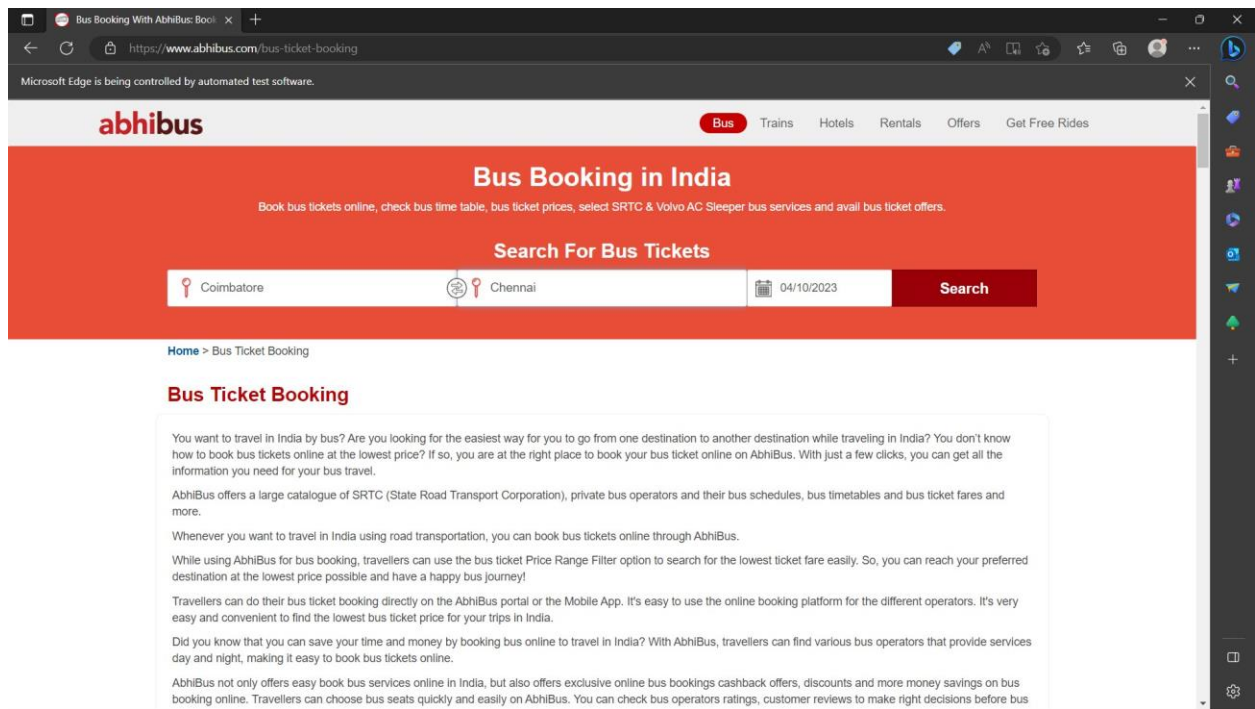 Bus Booking With AbhiBus: Book
https://www.abhibus.com/bus-ticket-booking
Microsoft Edge is being controlled by automated test software.
abhibus
Bus Trains Hotels Rentals Offers Get Free Rides
Bus Booking in India
Book bus tickets online, check bus time table, bus ticket prices, select SRTC & Volvo AC Sleeper bus services and avail bus ticket offers.
Search For Bus Tickets
Coimbatore Chennai 04/10/2023 Search
Home > Bus Ticket Booking
Bus Ticket Booking
You want to travel in India by bus? Are you looking for the easiest way for you to go from one destination to another destination while traveling in India? You don't know
how to book bus tickets online at the lowest price? If so, you are at the right place to book your bus ticket online on AbhiBus. With just a few clicks, you can get all the
information you need for your bus travel.
AbhiBus offers a large catalogue of SRTC (State Road Transport Corporation), private bus operators and their bus schedules, bus timetables and bus ticket fares and
more.
Whenever you want to travel in India using road transportation, you can book bus tickets online through AbhiBus.
While using AbhiBus for bus booking, travellers can use the bus ticket Price Range Filter option to search for the lowest ticket fare easily. So, you can reach your preferred
destination at the lowest price possible and have a happy bus journey!
Travellers can do their bus ticket booking directly on the AbhiBus portal or the Mobile App. It's easy to use the online booking platform for the different operators. It's very
easy and convenient to find the lowest bus ticket price for your trips in India.
Did you know that you can save your time and money by booking bus online to travel in India? With AbhiBus, travellers can find various bus operators that provide services
day and night, making it easy to book bus tickets online.
AbhiBus not only offers easy book bus services online in India, but also offers exclusive online bus bookings cashback offers, discounts and more money savings on bus
booking online. Travellers can choose bus seats quickly and easily on AbhiBus. You can check bus operators ratings, customer reviews to make right decisions before bus